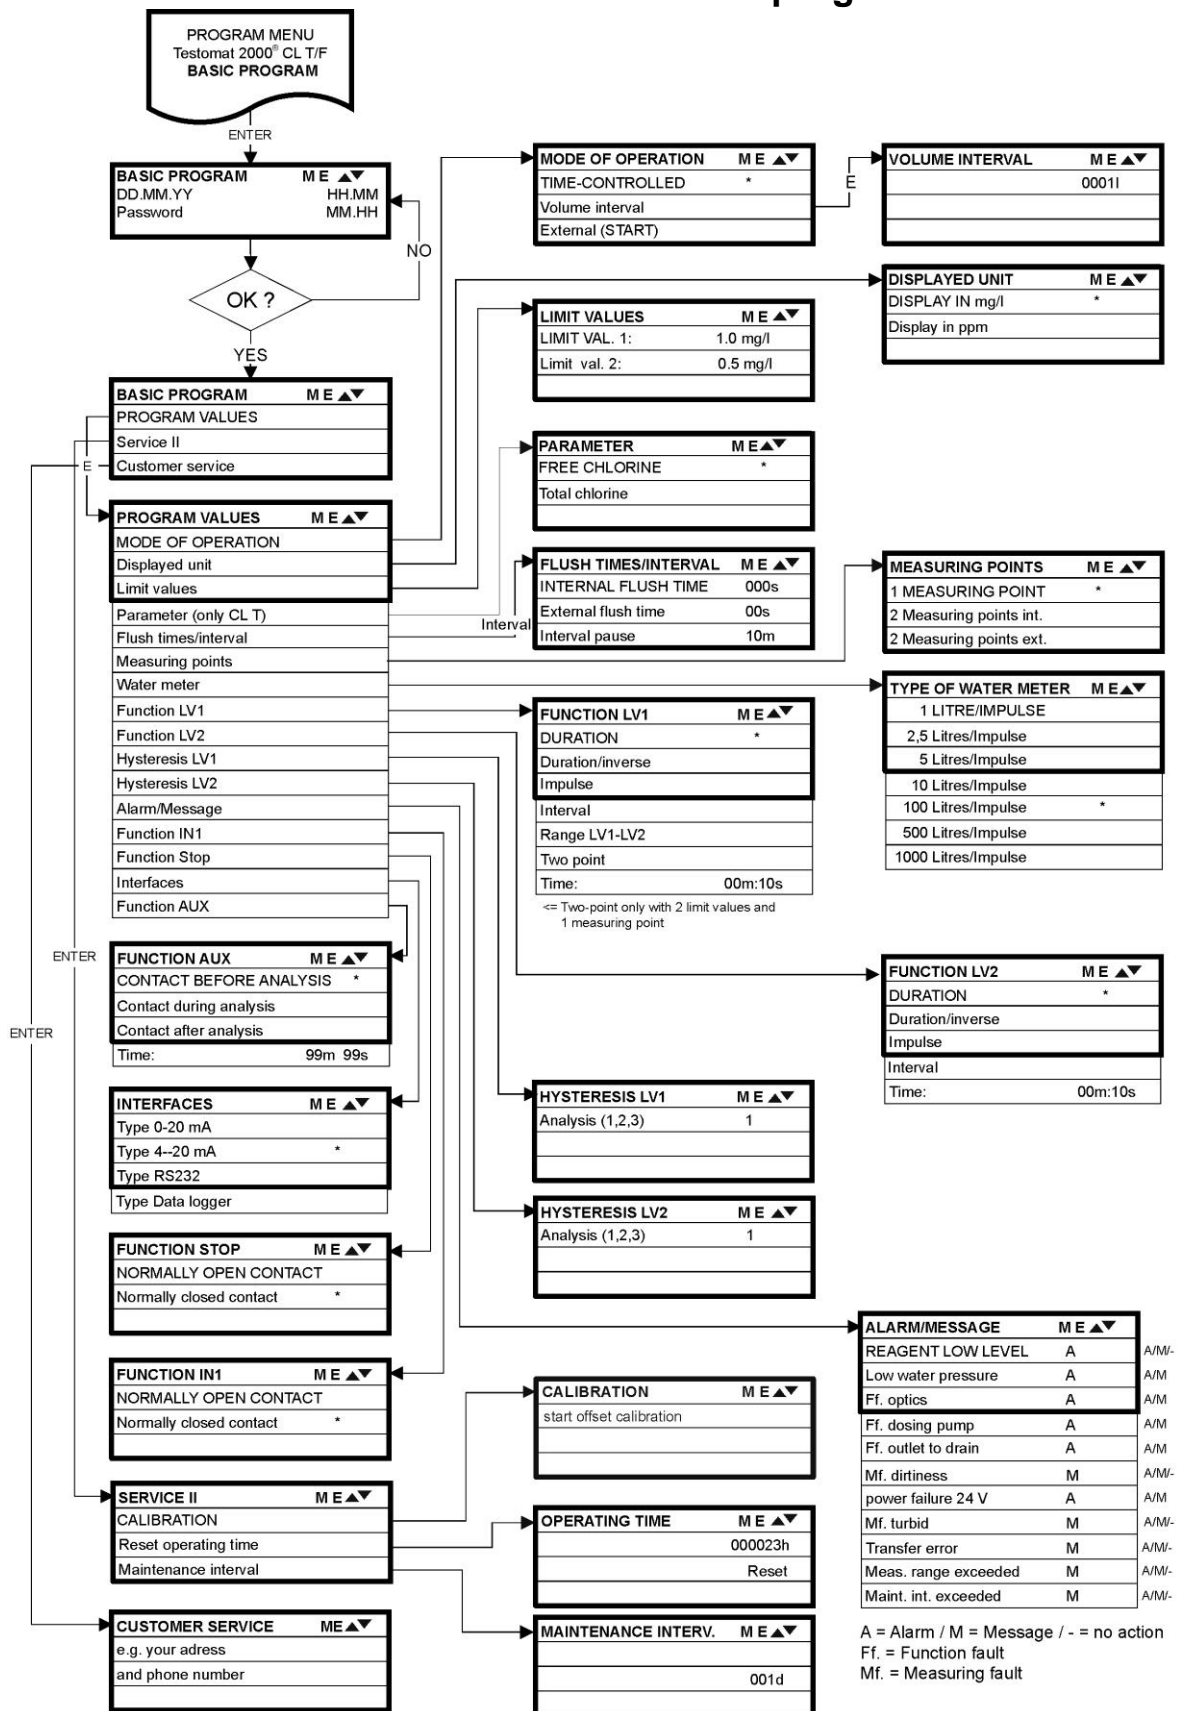 PROGRAM MENU
Testomat 2000® CL T/F
BASIC PROGRAM
ENTER
BASIC PROGRAM M E ▲▼
DD.MM.YY HH.MM
Password MM.HH
NO
OK ?
YES
BASIC PROGRAM M E ▲▼
PROGRAM VALUES
Service II
E
Customer service
PROGRAM VALUES M E ▲▼
MODE OF OPERATION
Displayed unit
Limit values
Parameter (only CL T)
Flush times/interval
Measuring points
Water meter
Function LV1
Function LV2
Hysteresis LV1
Hysteresis LV2
Alarm/Message
Function IN1
Function Stop
Interfaces
Function AUX
ENTER
ENTER
FUNCTION AUX M E ▲▼
CONTACT BEFORE ANALYSIS *
Contact during analysis
Contact after analysis
Time: 99m 99s
INTERFACES M E ▲▼
Type 0-20 mA
Type 4--20 mA *
Type RS232
Type Data logger
FUNCTION STOP M E ▲▼
NORMALLY OPEN CONTACT
Normally closed contact *
FUNCTION IN1 M E ▲▼
NORMALLY OPEN CONTACT
Normally closed contact *
SERVICE II M E ▲▼
CALIBRATION
Reset operating time
Maintenance interval
CUSTOMER SERVICE ME ▲▼
e.g. your adress
and phone number
MODE OF OPERATION M E ▲▼
TIME-CONTROLLED *
Volume interval
External (START)
E
VOLUME INTERVAL M E ▲▼
0001l
DISPLAYED UNIT M E ▲▼
DISPLAY IN mg/l *
Display in ppm
LIMIT VALUES M E ▲▼
LIMIT VAL. 1: 1.0 mg/l
Limit val. 2: 0.5 mg/l
PARAMETER M E ▲▼
FREE CHLORINE *
Total chlorine
Interval
FLUSH TIMES/INTERVAL M E ▲▼
INTERNAL FLUSH TIME 000s
External flush time 00s
Interval pause 10m
MEASURING POINTS M E ▲▼
1 MEASURING POINT *
2 Measuring points int.
2 Measuring points ext.
TYPE OF WATER METER M E ▲▼
1 LITRE/IMPULSE
2,5 Litres/Impulse
5 Litres/Impulse
10 Litres/Impulse
100 Litres/Impulse *
500 Litres/Impulse
1000 Litres/Impulse
FUNCTION LV1 M E ▲▼
DURATION *
Duration/inverse
Impulse
Interval
Range LV1-LV2
Two point
Time: 00m:10s
<= Two-point only with 2 limit values and
1 measuring point
FUNCTION LV2 M E ▲▼
DURATION *
Duration/inverse
Impulse
Interval
Time: 00m:10s
HYSTERESIS LV1 M E ▲▼
Analysis (1,2,3) 1
HYSTERESIS LV2 M E ▲▼
Analysis (1,2,3) 1
ALARM/MESSAGE M E ▲▼
REAGENT LOW LEVEL A A/M/-
Low water pressure A A/M
Ff. optics A A/M
Ff. dosing pump A A/M
Ff. outlet to drain A A/M
Mf. dirtiness M A/M/-
power failure 24 V A A/M
Mf. turbid M A/M/-
Transfer error M A/M/-
Meas. range exceeded M A/M/-
Maint. int. exceeded M A/M/-
A = Alarm / M = Message / - = no action
Ff. = Function fault
Mf. = Measuring fault
CALIBRATION M E ▲▼
start offset calibration
OPERATING TIME M E ▲▼
000023h
Reset
MAINTENANCE INTERV. M E ▲▼
001d